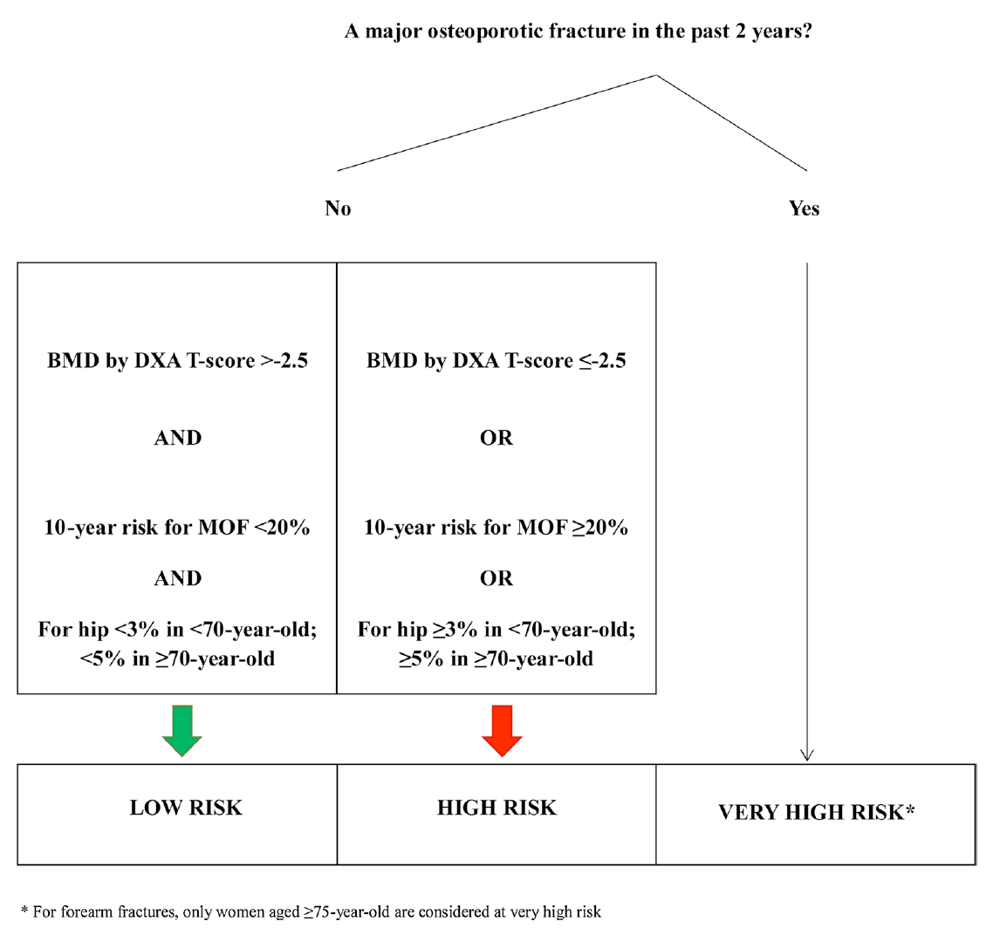 A major osteoporotic fracture in the past 2 years?
No
Yes
BMD by DXA T-score >-2.5
AND
10-year risk for MOF <20%
AND
For hip <3% in <70-year-old;
<5% in ≥70-year-old
BMD by DXA T-score ≤-2.5
OR
10-year risk for MOF ≥20%
OR
For hip ≥3% in <70-year-old;
≥5% in ≥70-year-old
LOW RISK
HIGH RISK
VERY HIGH RISK*
* For forearm fractures, only women aged ≥75-year-old are considered at very high risk